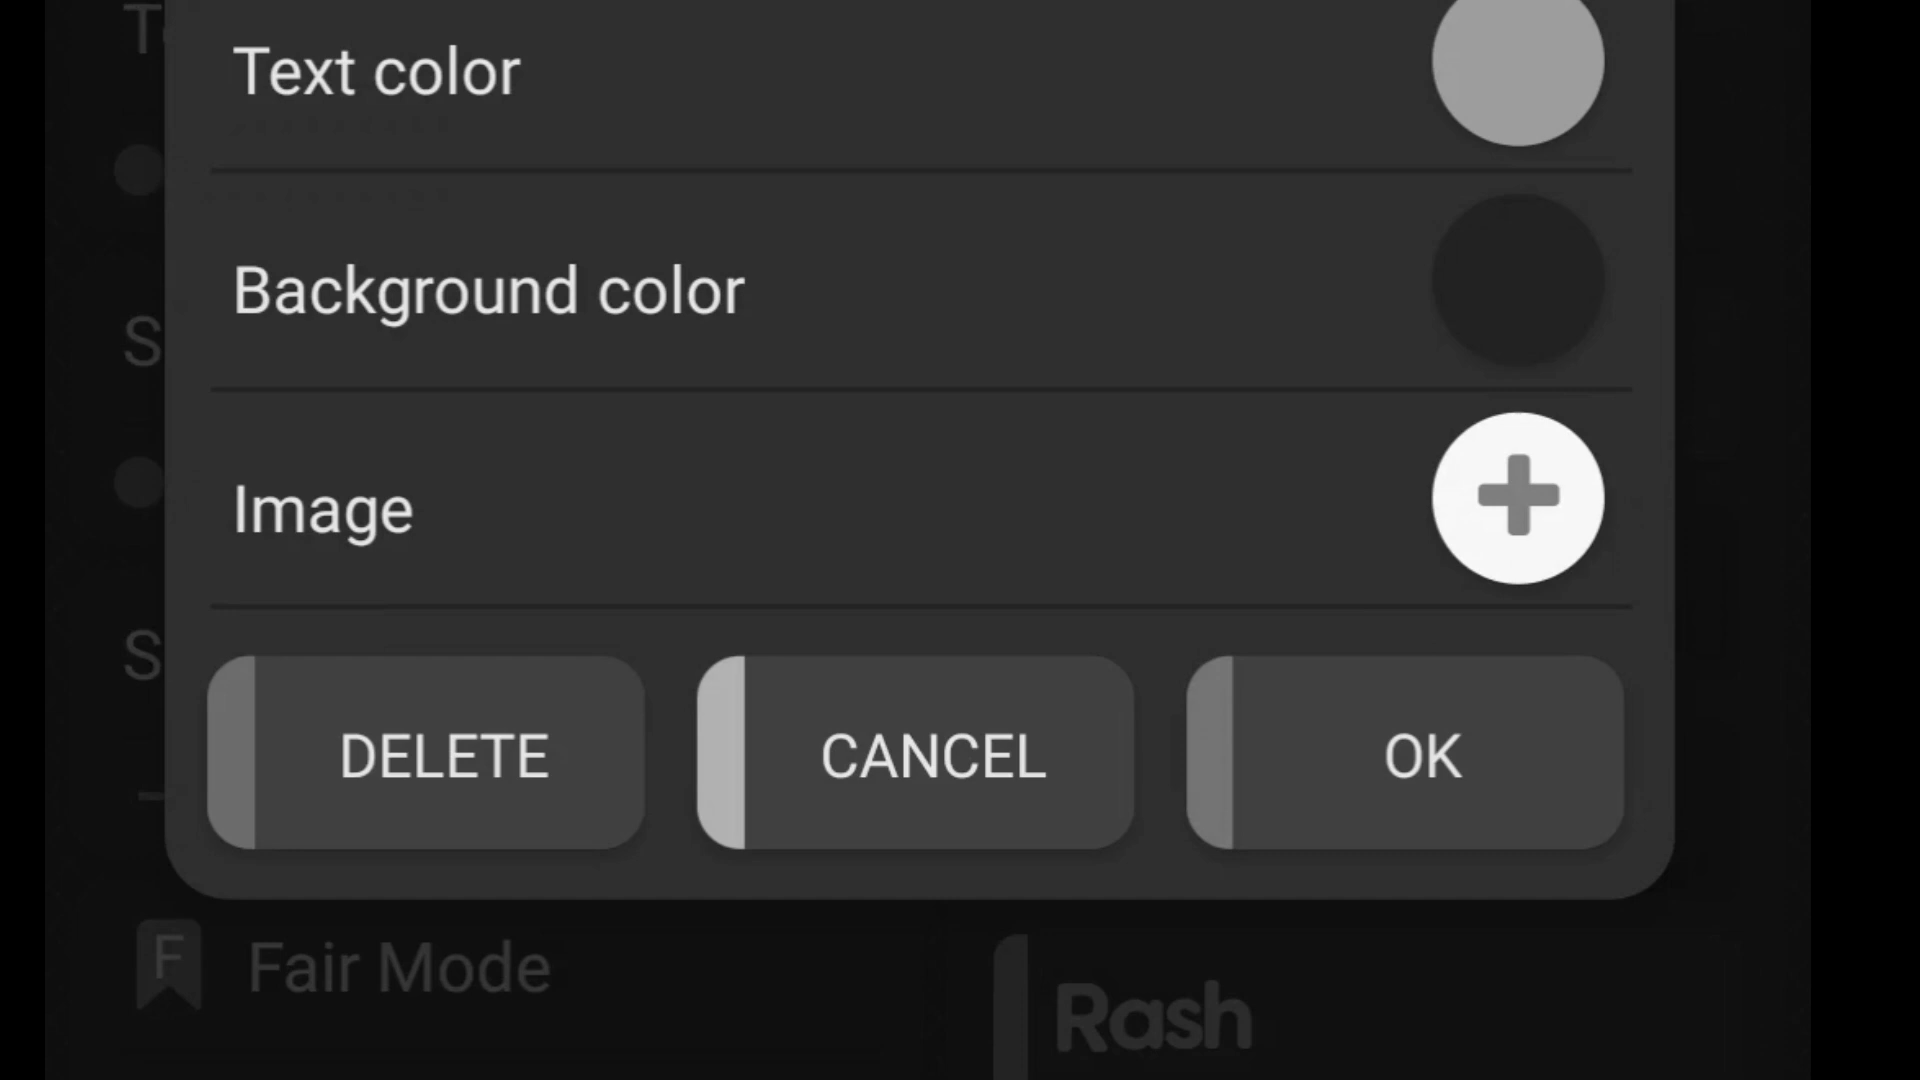 Text color
Background color
Image
DELETE
CANCEL
OK
F
Fair Mode
Rash